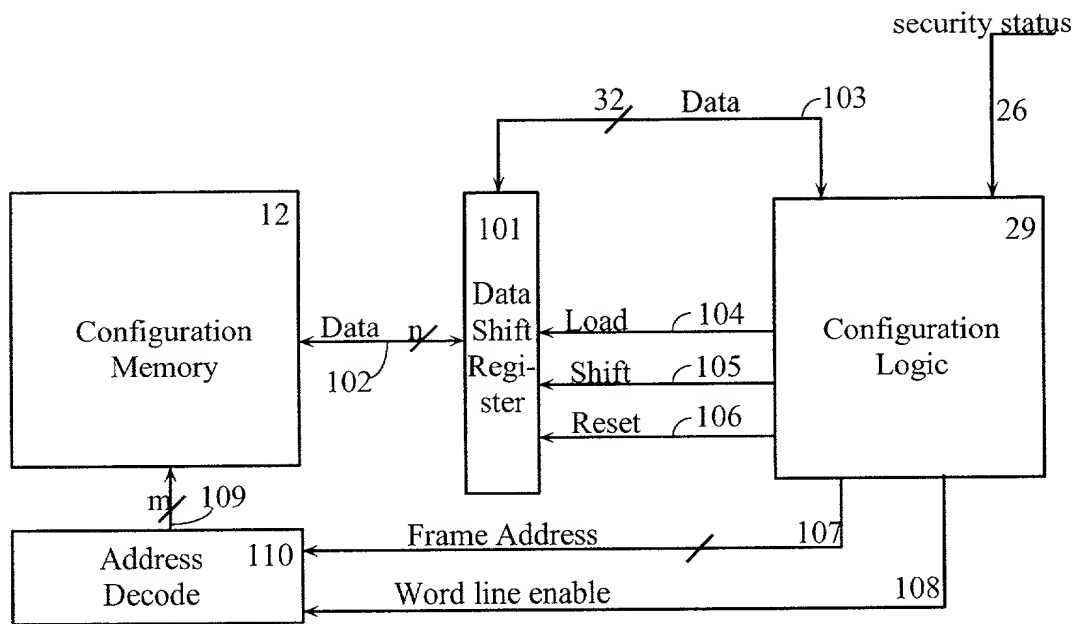 security status
32
Data
103
26
12
101
29
Data
Shift
Regi-
ster
Configuration
Memory
Data
n
102
Load
104
Shift
105
Reset
106
Configuration
Logic
m
109
Address
Decode
110
Frame Address
107
Word line enable
108